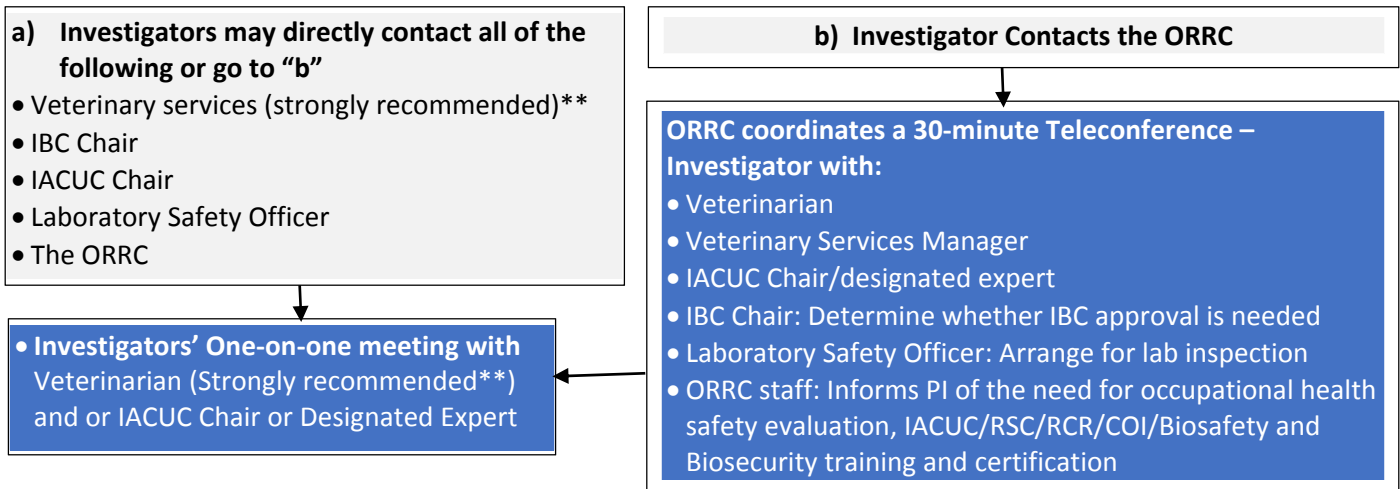 a) Investigators may directly contact all of the
following or go to “b”
• Veterinary services (strongly recommended)**
• IBC Chair
• IACUC Chair
• Laboratory Safety Officer
• The ORRC
• Investigators’ One-on-one meeting with
Veterinarian (Strongly recommended**)
and or IACUC Chair or Designated Expert
b) Investigator Contacts the ORRC
ORRC coordinates a 30-minute Teleconference –
Investigator with:
• Veterinarian
• Veterinary Services Manager
• IACUC Chair/designated expert
• IBC Chair: Determine whether IBC approval is needed
• Laboratory Safety Officer: Arrange for lab inspection
• ORRC staff: Informs PI of the need for occupational health
safety evaluation, IACUC/RSC/RCR/COI/Biosafety and
Biosecurity training and certification